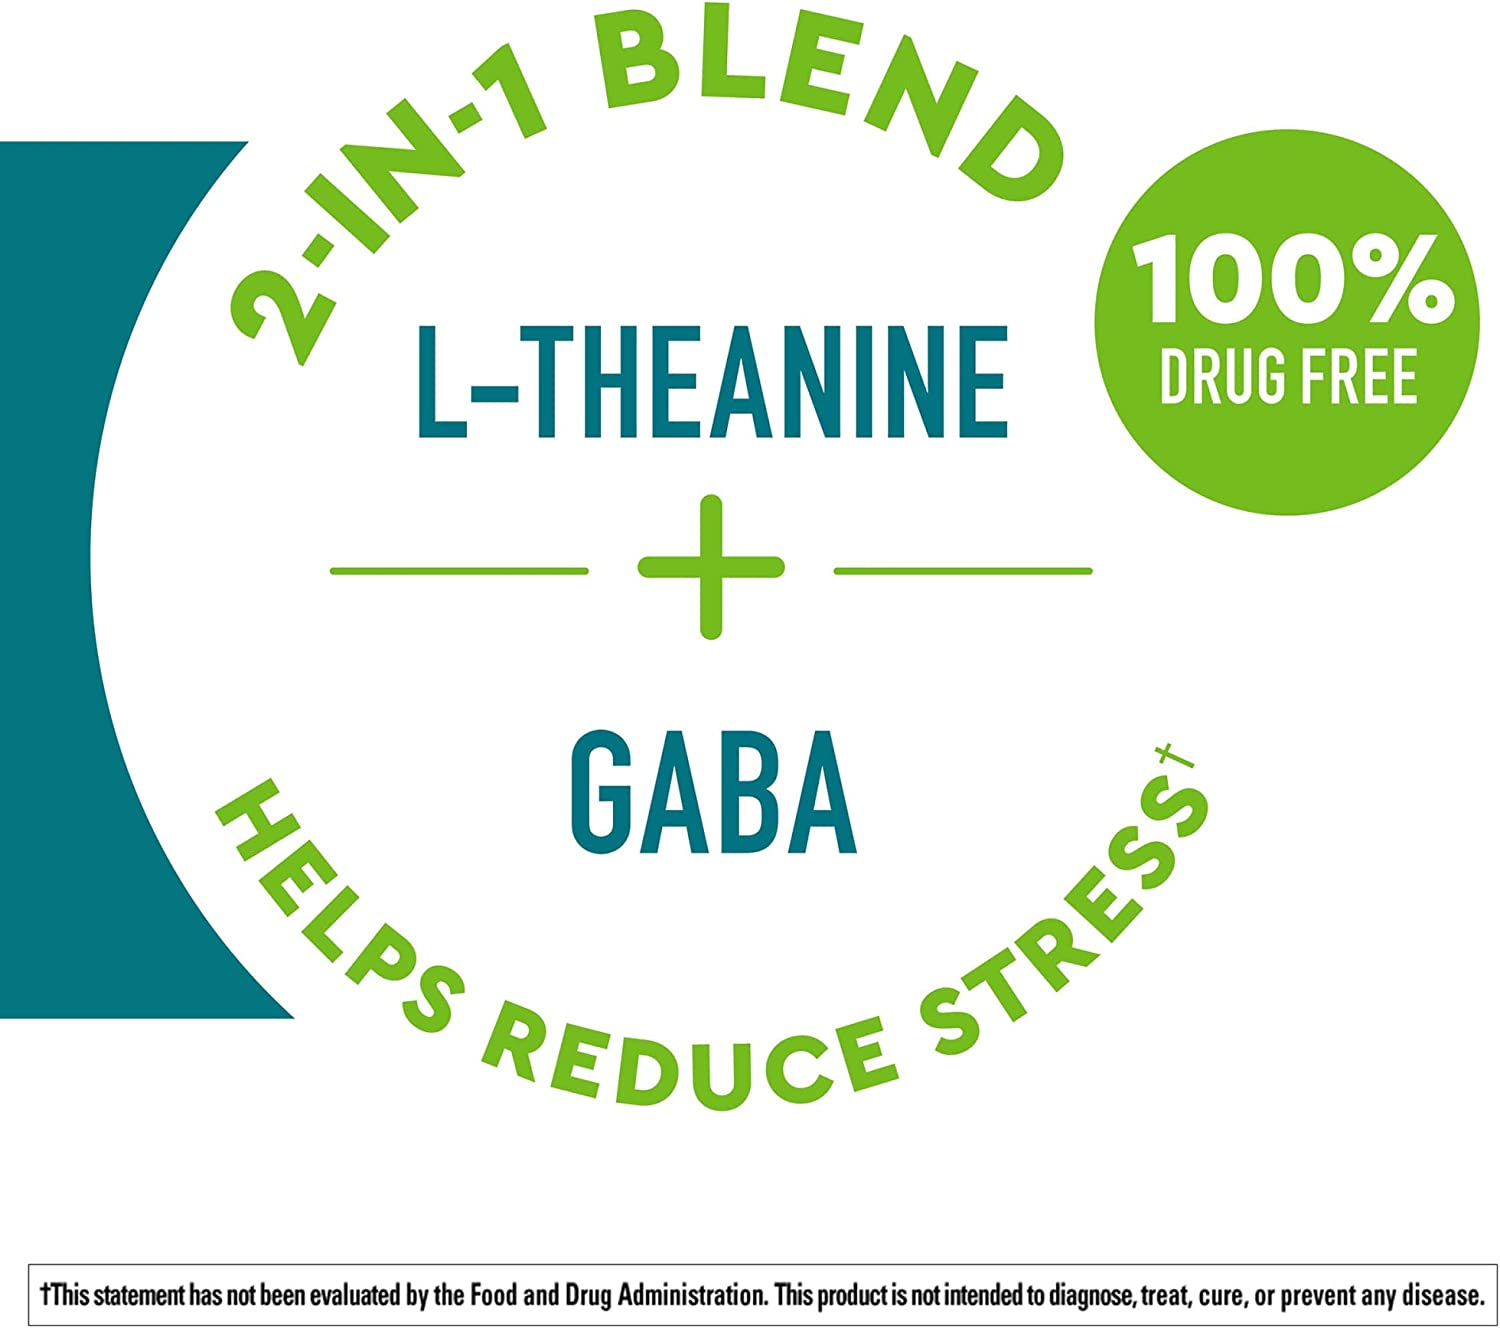 2-IN-1 BLEND
100%
DRUG FREE
L-THEANINE
+
GABA
HELPS REDUCE STRESS†
†This statement has not been evaluated by the Food and Drug Administration. This product is not intended to diagnose, treat, cure, or prevent any disease.